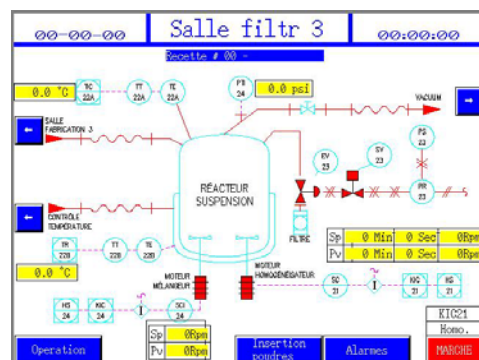 00-00-00
Salle filtr 3
00:00:00
Recette # 00 -
0.0 °C
TIC 22A
TT 22A
TE 22A
PTI 24
0.0 psi
VACUUM
SALLE
FABRICATION 3
RÉACTEUR
SUSPENSION
EV 23
SV 23
PG 23
PR 23
FILTRE
CONTRÔLE
TEMPÉRATURE
TIR 22B
TT 22B
TE 22B
0.0 °C
Sp 0 Min 0 Sec 0Rpm
Pv 0 Min 0 Sec 0Rpm
MOTEUR
MÉLANGEUR
MOTEUR
HOMOGÉNÉISATEUR
HS 24
KIC 24
I
SCI 24
SC 21
I
KIC 21
KS 21
Sp 0Rpm
Pv 0Rpm
KIC21
Homo.
MARCHE
Operation
Insertion
poudres
Alarmes